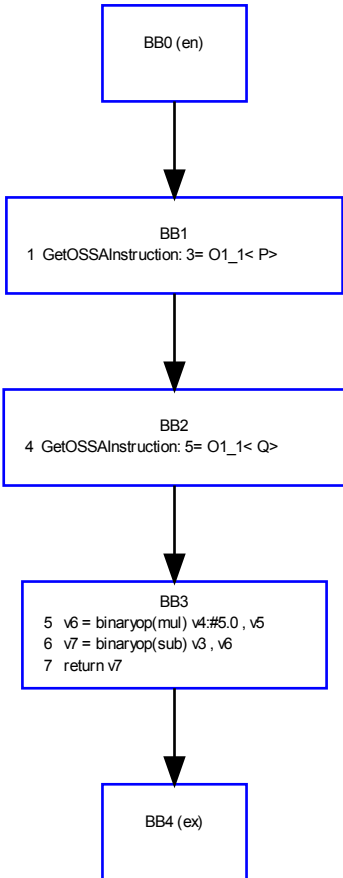 BB0 (en)
BB1
1 GetOSSAInstruction: 3= O1_1< P>
BB2
4 GetOSSAInstruction: 5= O1_1< Q>
BB3
5 v6 = binaryop(mul) v4:#5.0 , v5
6 v7 = binaryop(sub) v3 , v6
7 return v7
BB4 (ex)